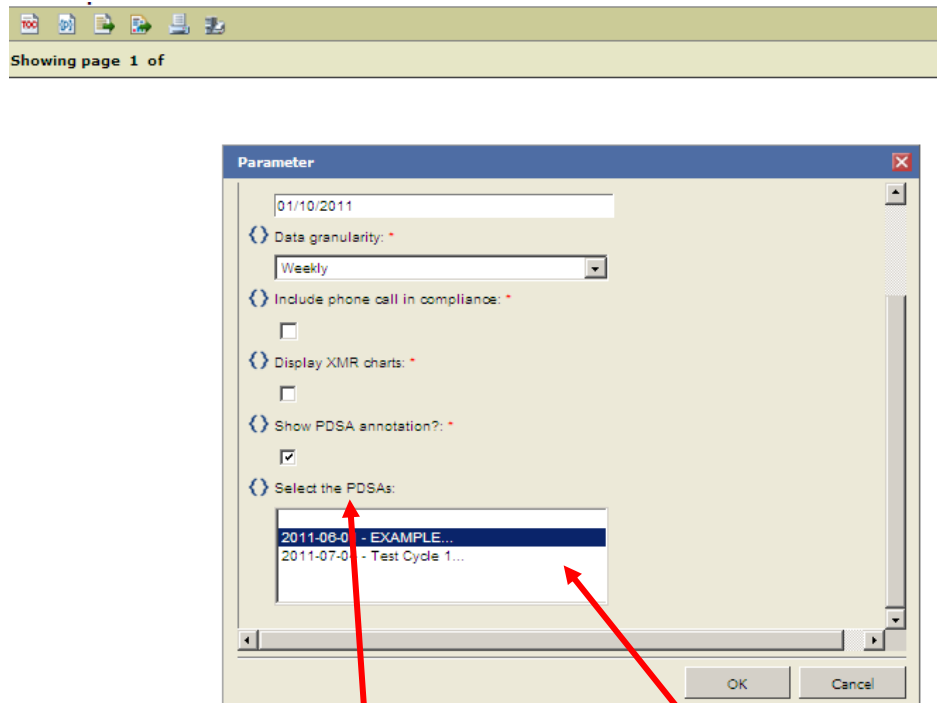 TOC
Showing page 1 of
Parameter
01/10/2011
Data granularity: *
Weekly
Include phone call in compliance: *
Display XMR charts: *
Show PDSA annotation?: *
Select the PDSAs:
- EXAMPLE...
- Test Cycle 1...
OK
Cancel